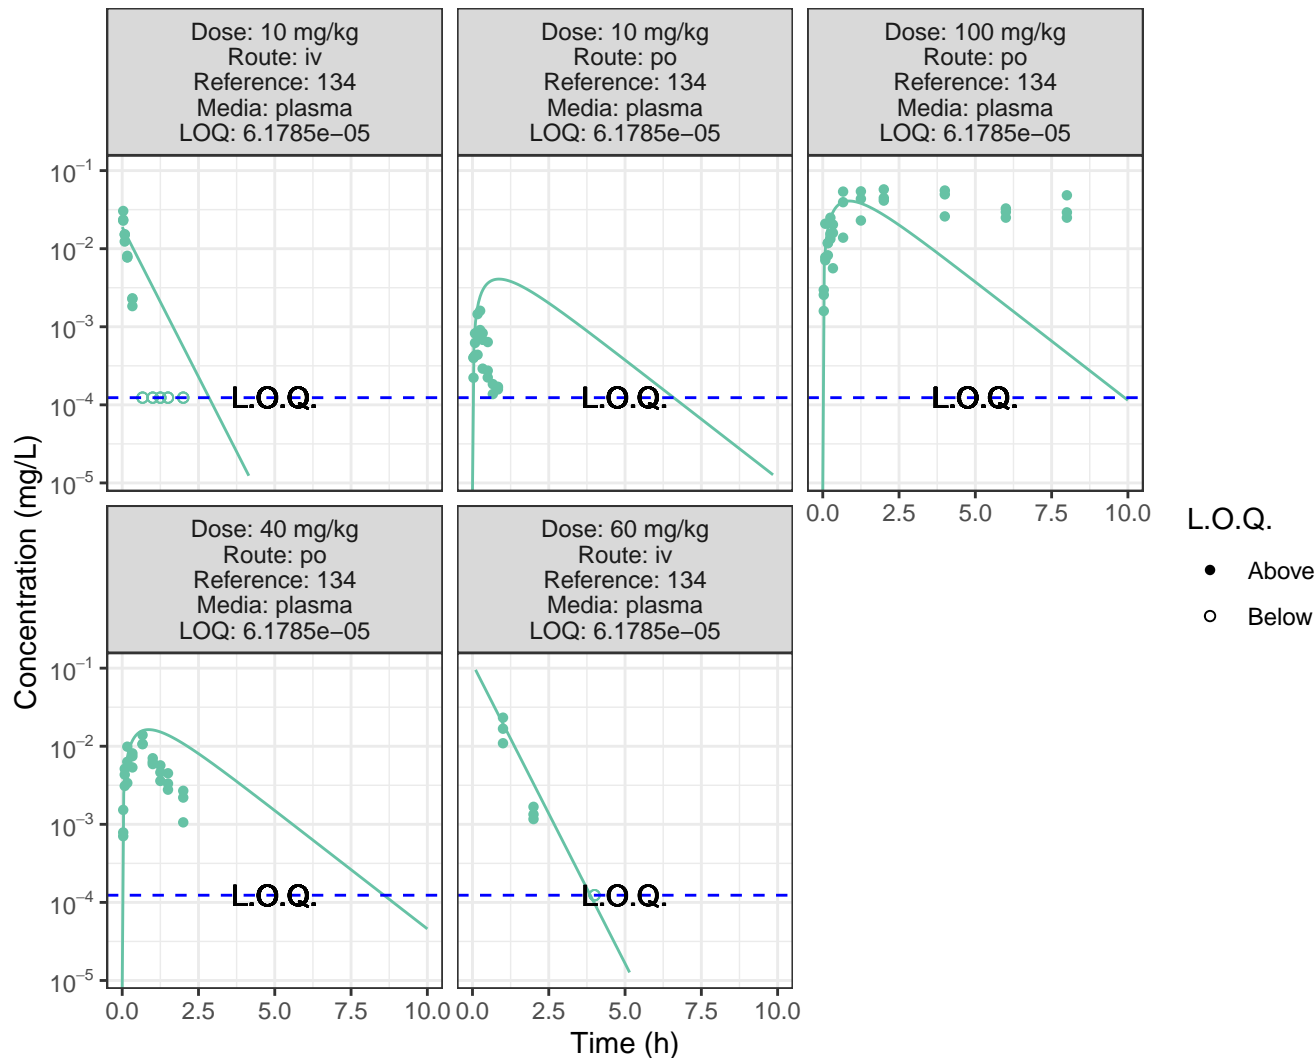 Dose: 10 mg/kg
Route: iv
Reference: 134
Media: plasma
LOQ: 6.1785e−05
Dose: 10 mg/kg
Route: po
Reference: 134
Media: plasma
LOQ: 6.1785e−05
Dose: 100 mg/kg
Route: po
Reference: 134
Media: plasma
LOQ: 6.1785e−05
10⁻¹
10⁻²
10⁻³
10⁻⁴
10⁻⁵
L.O.Q.
L.O.Q.
L.O.Q.
0.0 2.5 5.0 7.5 10.0
Dose: 40 mg/kg
Route: po
Reference: 134
Media: plasma
LOQ: 6.1785e−05
Dose: 60 mg/kg
Route: iv
Reference: 134
Media: plasma
LOQ: 6.1785e−05
10⁻¹
10⁻²
10⁻³
10⁻⁴
10⁻⁵
L.O.Q.
L.O.Q.
0.0 2.5 5.0 7.5 10.0
0.0 2.5 5.0 7.5 10.0
Time (h)
Concentration (mg/L)
L.O.Q.
Above
Below